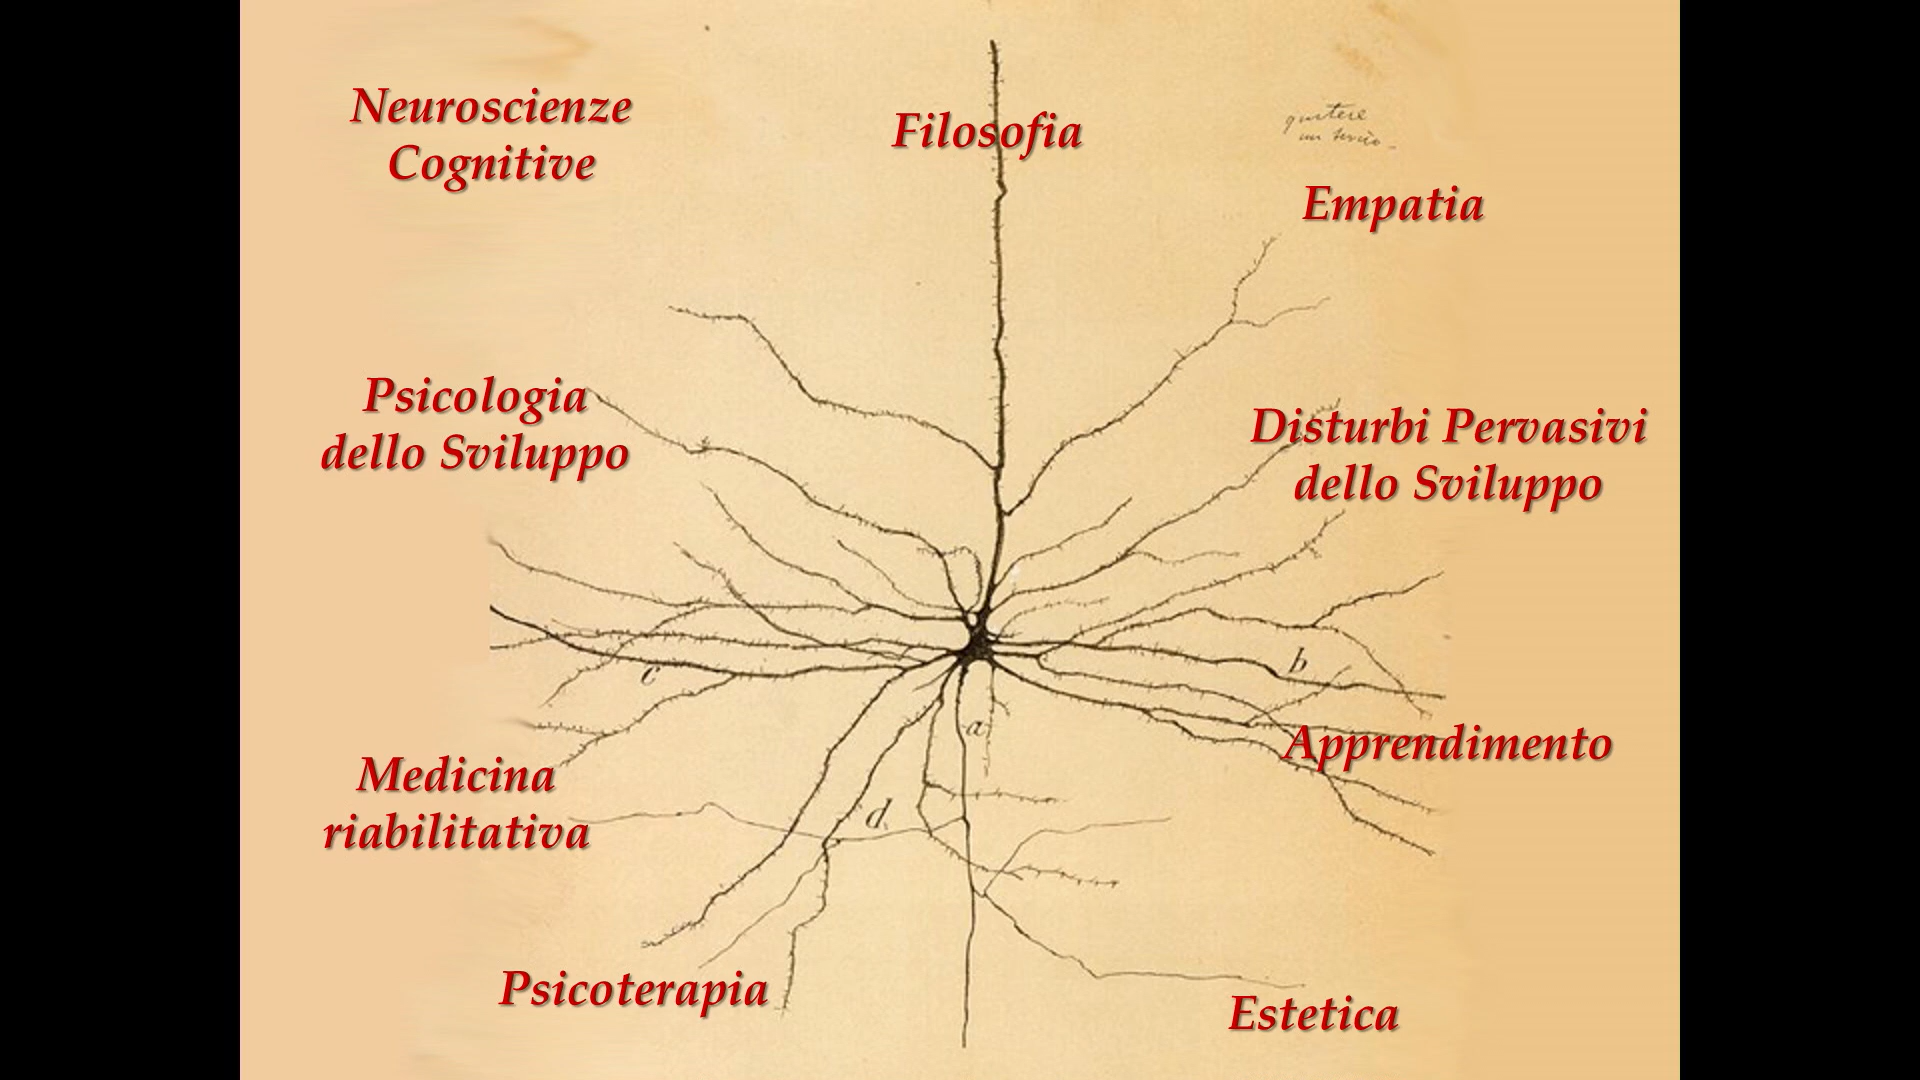 Neuroscienze
Cognitive
Filosofia
Empatia
Psicologia
dello Sviluppo
Disturbi Pervasivi
dello Sviluppo
c
b
a
Apprendimento
Medicina
riabilitativa
d
Psicoterapia
Estetica